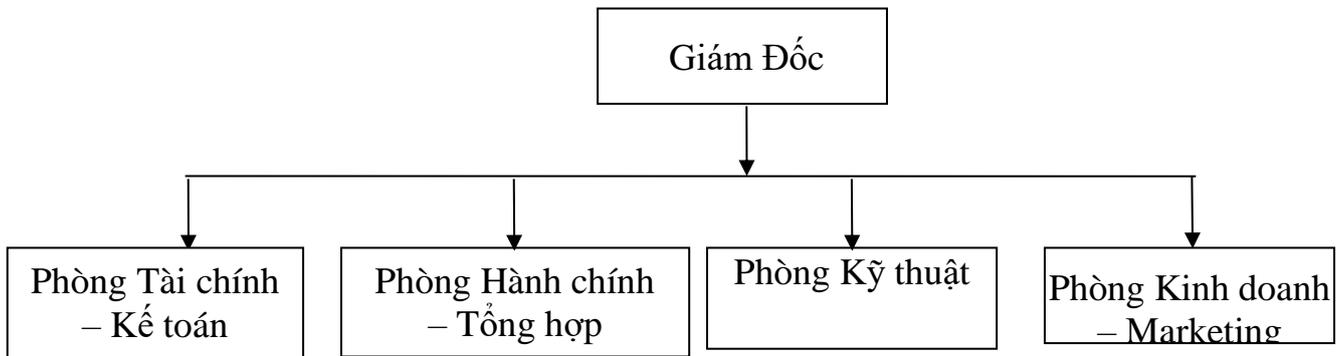 Giám Đốc
Phòng Tài chính
– Kế toán
Phòng Hành chính
– Tổng hợp
Phòng Kỹ thuật
Phòng Kinh doanh
– Marketing